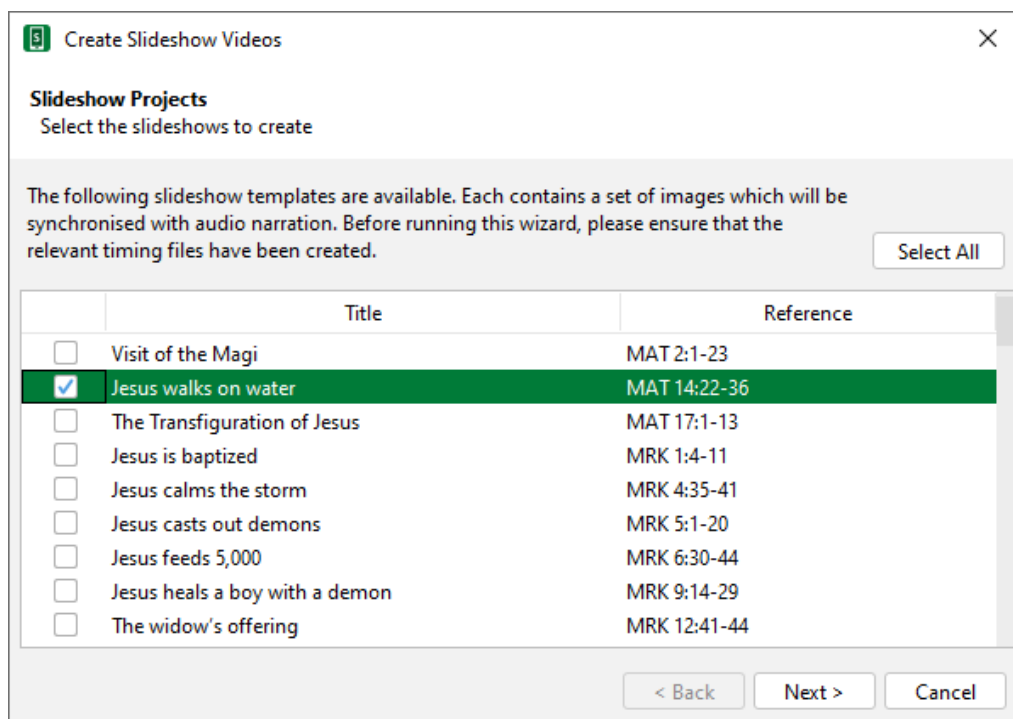 Create Slideshow Videos
Slideshow Projects
Select the slideshows to create
The following slideshow templates are available. Each contains a set of images which will be
synchronised with audio narration. Before running this wizard, please ensure that the
relevant timing files have been created.
Select All
Title Reference
Visit of the Magi MAT 2:1-23
Jesus walks on water MAT 14:22-36
The Transfiguration of Jesus MAT 17:1-13
Jesus is baptized MRK 1:4-11
Jesus calms the storm MRK 4:35-41
Jesus casts out demons MRK 5:1-20
Jesus feeds 5,000 MRK 6:30-44
Jesus heals a boy with a demon MRK 9:14-29
The widow’s offering MRK 12:41-44
< Back Next > Cancel